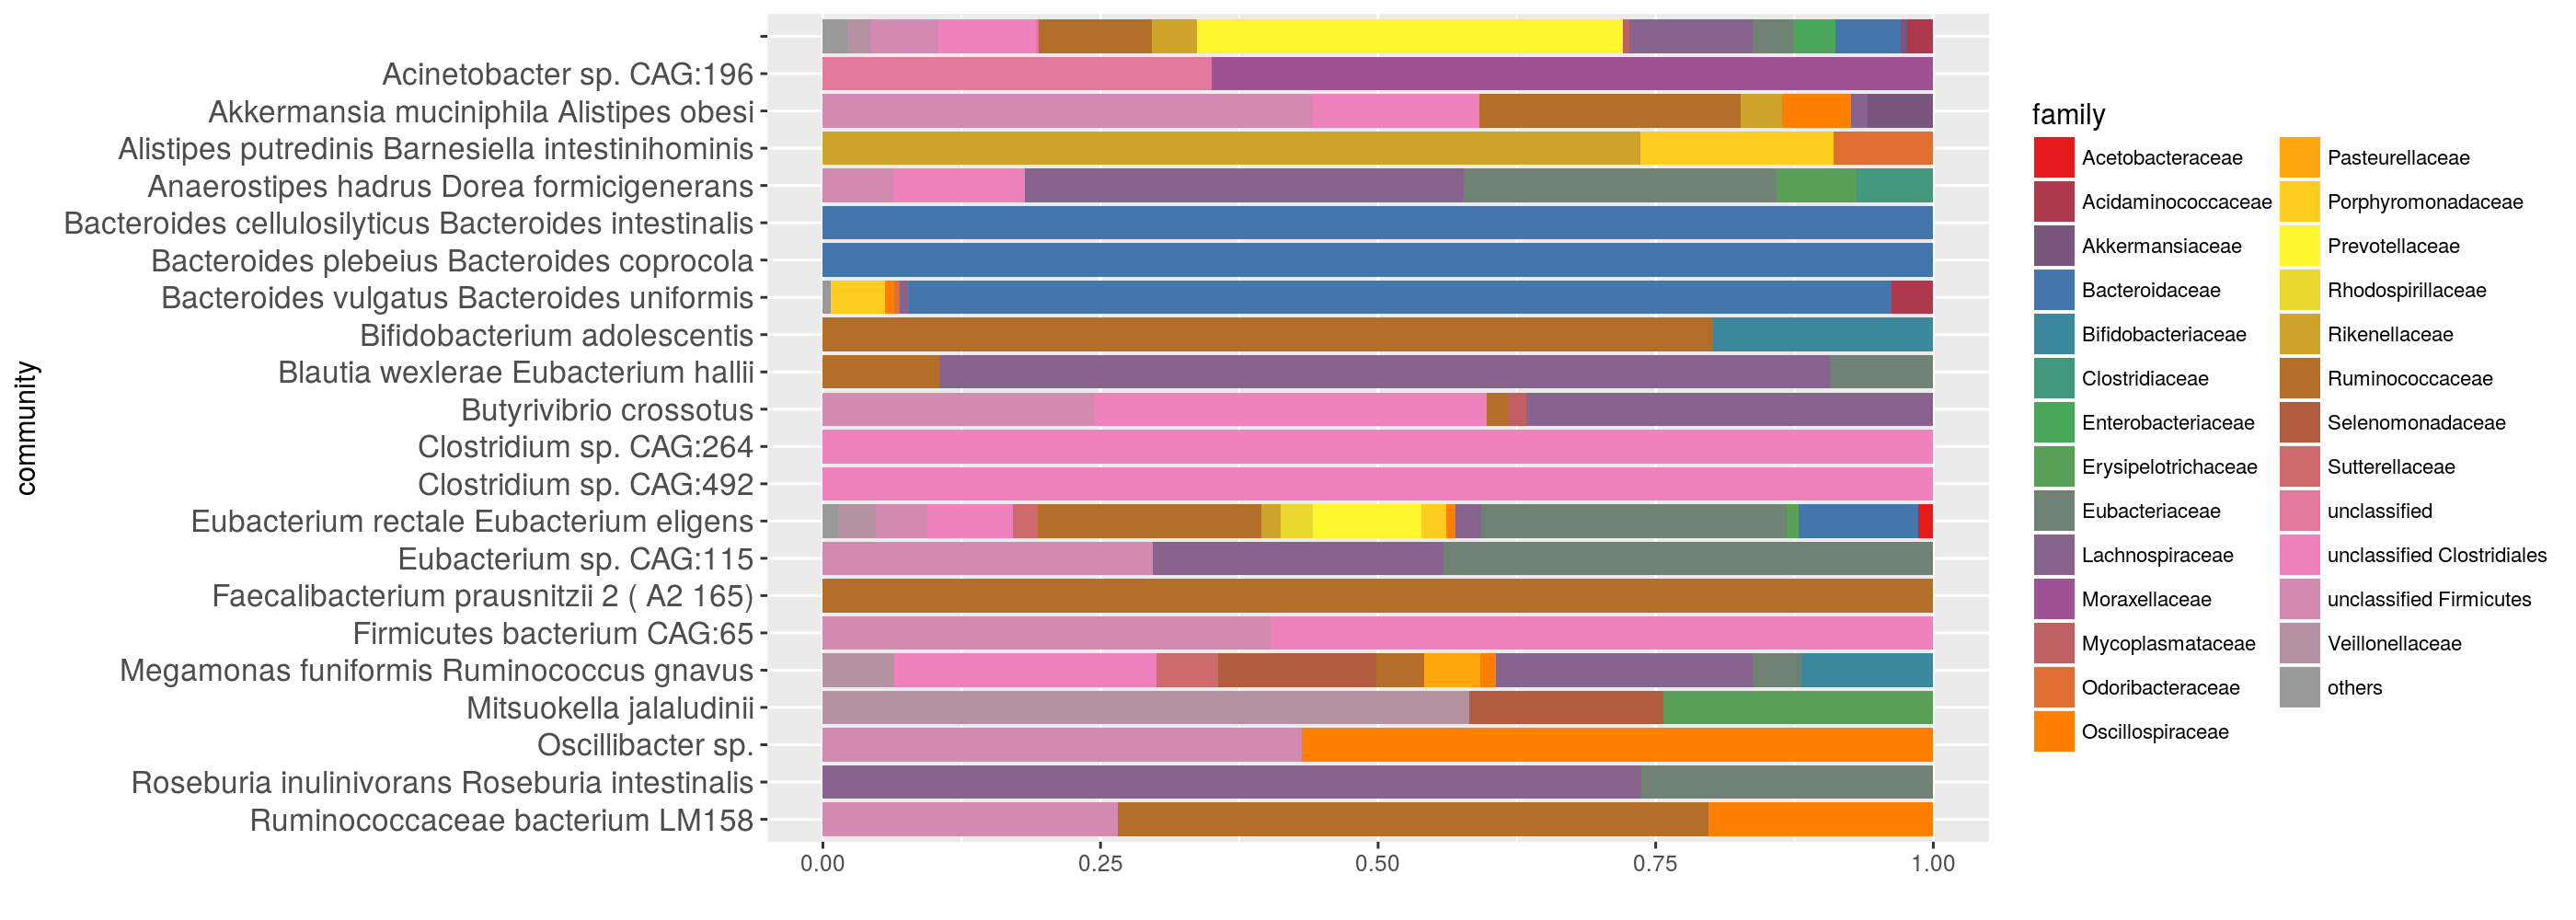 community
Acinetobacter sp. CAG:196
Akkermansia muciniphila Alistipes obesi
Alistipes putredinis Barnesiella intestinihominis
Anaerostipes hadrus Dorea formicigenerans
Bacteroides cellulosilyticus Bacteroides intestinalis
Bacteroides plebeius Bacteroides coprocola
Bacteroides vulgatus Bacteroides uniformis
Bifidobacterium adolescentis
Blautia wexlerae Eubacterium hallii
Butyrivibrio crossotus
Clostridium sp. CAG:264
Clostridium sp. CAG:492
Eubacterium rectale Eubacterium eligens
Eubacterium sp. CAG:115
Faecalibacterium prausnitzii 2 ( A2 165)
Firmicutes bacterium CAG:65
Megamonas funiformis Ruminococcus gnavus
Mitsuokella jalaludinii
Oscillibacter sp.
Roseburia inulinivorans Roseburia intestinalis
Ruminococcaceae bacterium LM158
0.00 0.25 0.50 0.75 1.00
family
Acetobacteraceae
Acidaminococcaceae
Akkermansiaceae
Bacteroidaceae
Bifidobacteriaceae
Clostridiaceae
Enterobacteriaceae
Erysipelotrichaceae
Eubacteriaceae
Lachnospiraceae
Moraxellaceae
Mycoplasmataceae
Odoribacteraceae
Oscillospiraceae
Pasteurellaceae
Porphyromonadaceae
Prevotellaceae
Rhodospirillaceae
Rikenellaceae
Ruminococcaceae
Selenomonadaceae
Sutterellaceae
unclassified
unclassified Clostridiales
unclassified Firmicutes
Veillonellaceae
others